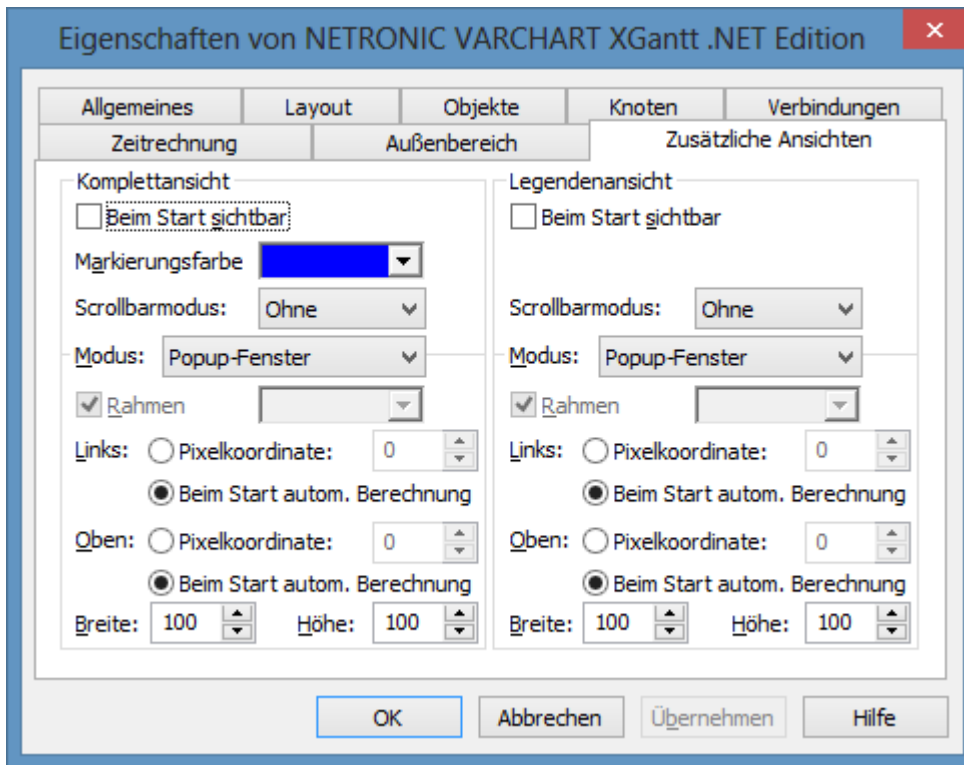 Eigenschaften von NETRONIC VARCHART XGantt .NET Edition
Allgemeines Layout Objekte Knoten Verbindungen
Zeitrechnung Außenbereich Zusätzliche Ansichten
Komplettansicht
Beim Start sichtbar
Markierungsfarbe
Scrollbarmodus: Ohne
Modus: Popup-Fenster
Rahmen
Links: Pixelkoordinate: 0
Beim Start autom. Berechnung
Oben: Pixelkoordinate: 0
Beim Start autom. Berechnung
Breite: 100 Höhe: 100
Legendenansicht
Beim Start sichtbar
Scrollbarmodus: Ohne
Modus: Popup-Fenster
Rahmen
Links: Pixelkoordinate: 0
Beim Start autom. Berechnung
Oben: Pixelkoordinate: 0
Beim Start autom. Berechnung
Breite: 100 Höhe: 100
OK Abbrechen Übernehmen Hilfe